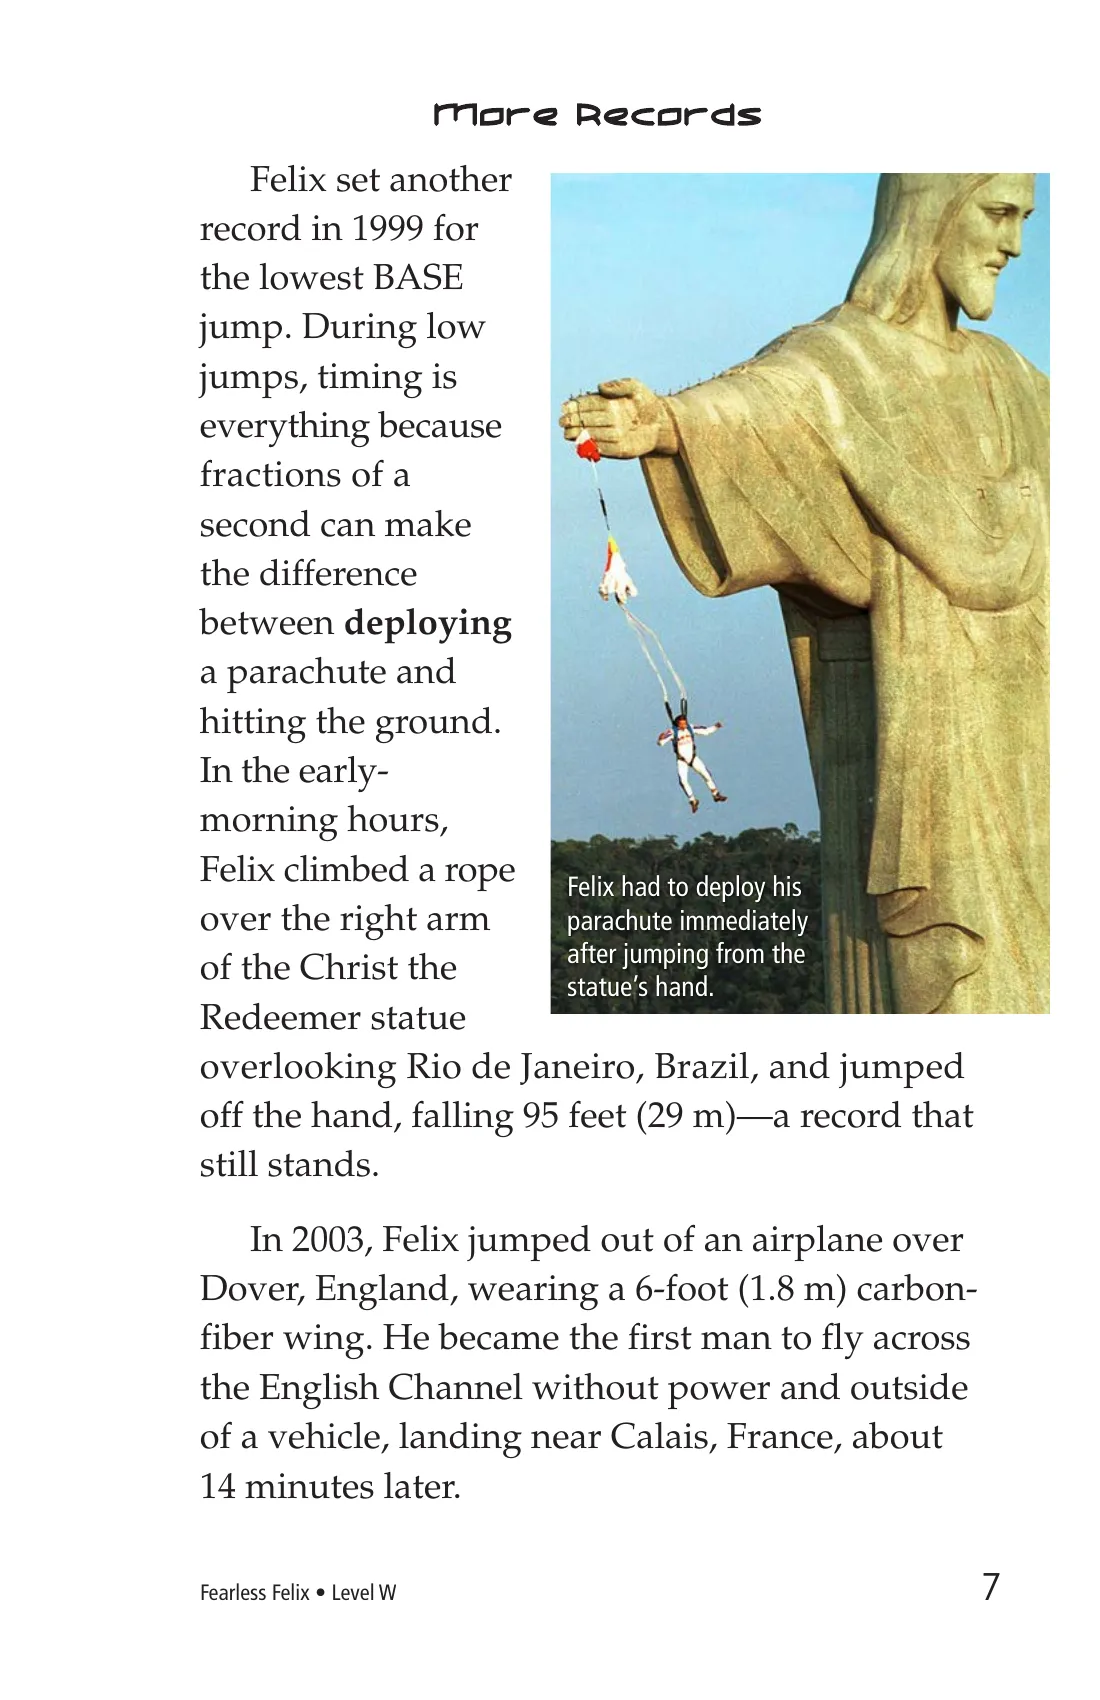 More Records
Felix set another
record in 1999 for
the lowest BASE
jump. During low
jumps, timing is
everything because
fractions of a
second can make
the difference
between deploying
a parachute and
hitting the ground.
In the early-
morning hours,
Felix climbed a rope
over the right arm
of the Christ the
Redeemer statue
overlooking Rio de Janeiro, Brazil, and jumped
off the hand, falling 95 feet (29 m)—a record that
still stands.
Felix had to deploy his
parachute immediately
after jumping from the
statue’s hand.
In 2003, Felix jumped out of an airplane over
Dover, England, wearing a 6-foot (1.8 m) carbon-
fiber wing. He became the first man to fly across
the English Channel without power and outside
of a vehicle, landing near Calais, France, about
14 minutes later.
Fearless Felix • Level W
7